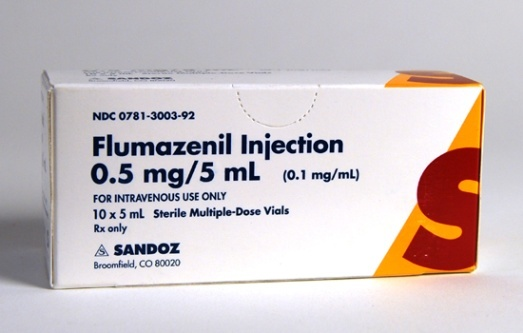 NDC 0781-3003-92
Flumazenil Injection
0.5 mg/5 mL (0.1 mg/mL)
FOR INTRAVENOUS USE ONLY
10 x 5 mL Sterile Multiple-Dose Vials
Rx only
SANDOZ
Broomfield, CO 80020
S
SANDOZ